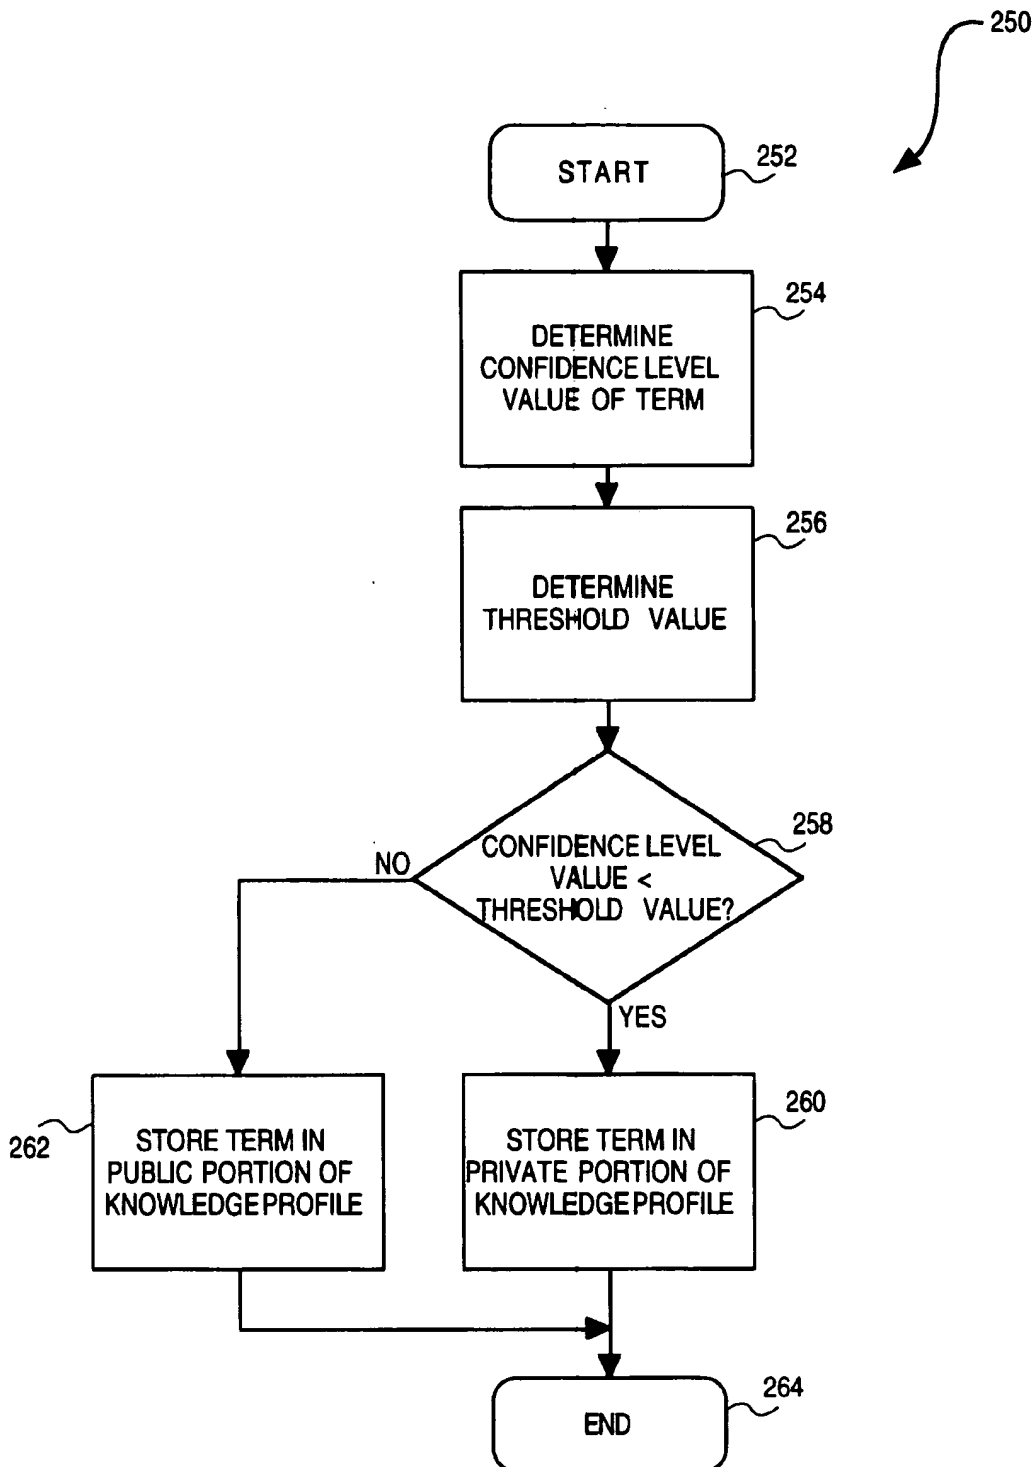 250
START
252
254
DETERMINE
CONFIDENCE LEVEL
VALUE OF TERM
256
DETERMINE
THRESHOLD VALUE
258
CONFIDENCE LEVEL
VALUE <
THRESHOLD VALUE?
NO
YES
262
STORE TERM IN
PUBLIC PORTION OF
KNOWLEDGE PROFILE
260
STORE TERM IN
PRIVATE PORTION OF
KNOWLEDGE PROFILE
264
END